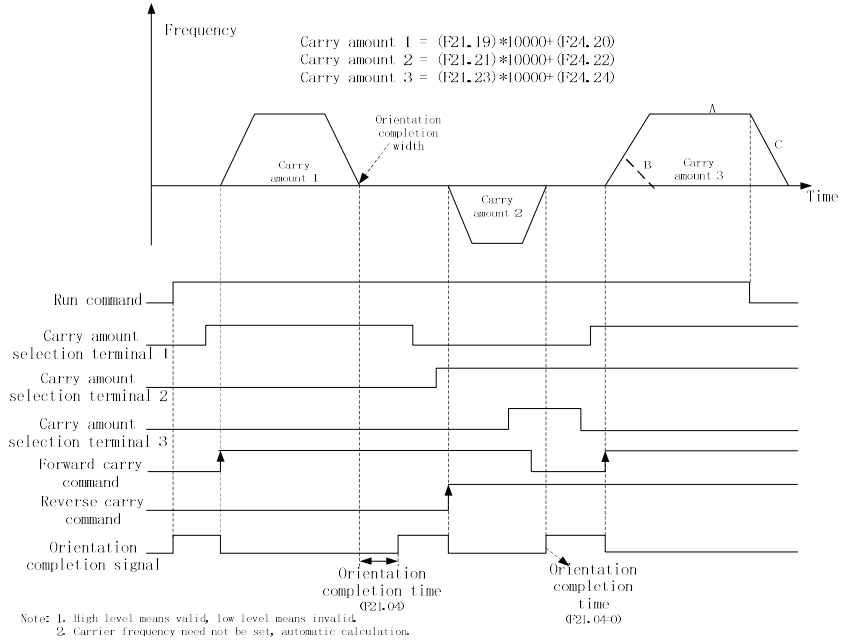 Frequency
Carry amount 1 = (F21.19)*10000+(F24.20)
Carry amount 2 = (F21.21)*10000+(F24.22)
Carry amount 3 = (F21.23)*10000+(F24.24)
Orientation
completion
width
A
C
B
Carry
amount 1
Carry
amount 3
Carry
amount 2
Time
Run command
Carry amount
selection terminal 1
Carry amount
selection terminal 2
Carry amount
selection terminal 3
Forward carry
command
Reverse carry
command
Orientation
completion signal
Orientation
completion time
(F21.04)
Orientation
completion
time
(F21.04=0)
Note: 1. High level means valid, low level means invalid.
2. Carrier frequency need not be set, automatic calculation.